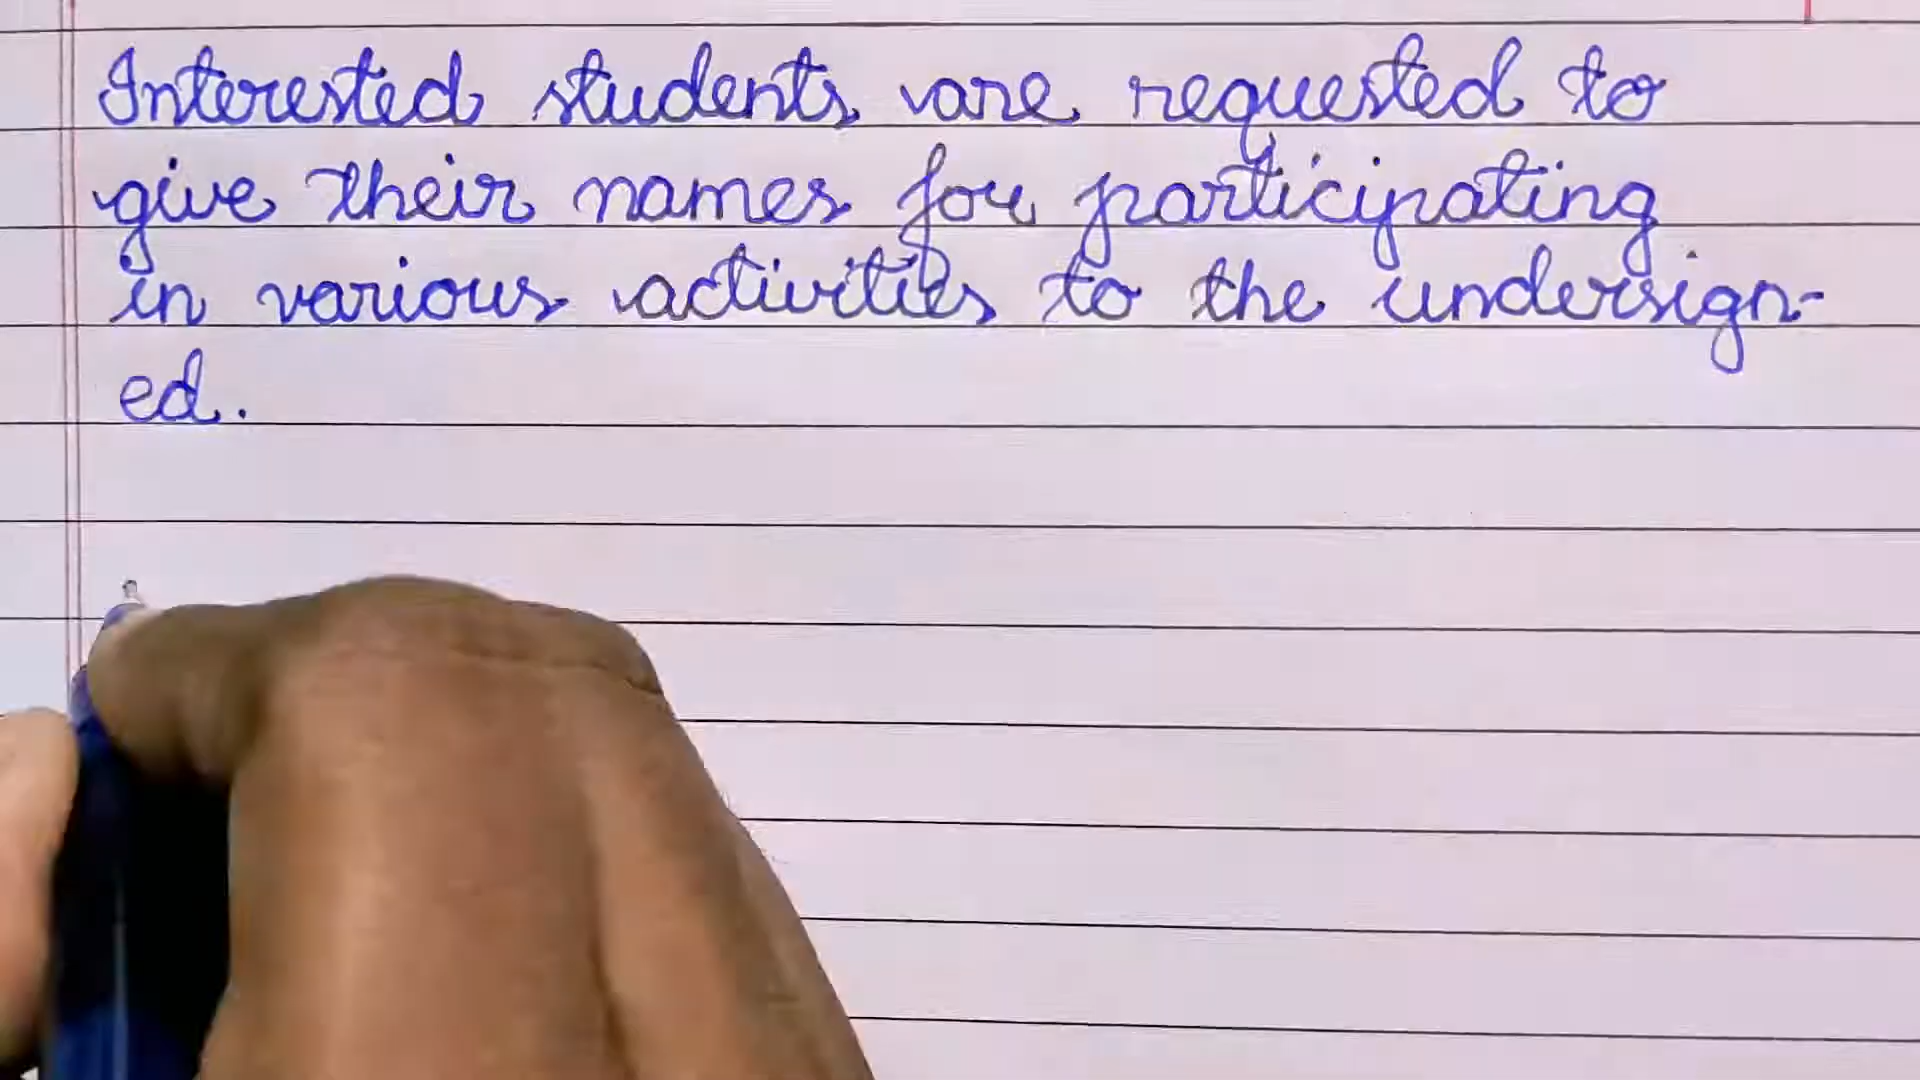 Interested students are requested to
give their names for participating
in various activities to the undersign-
ed.